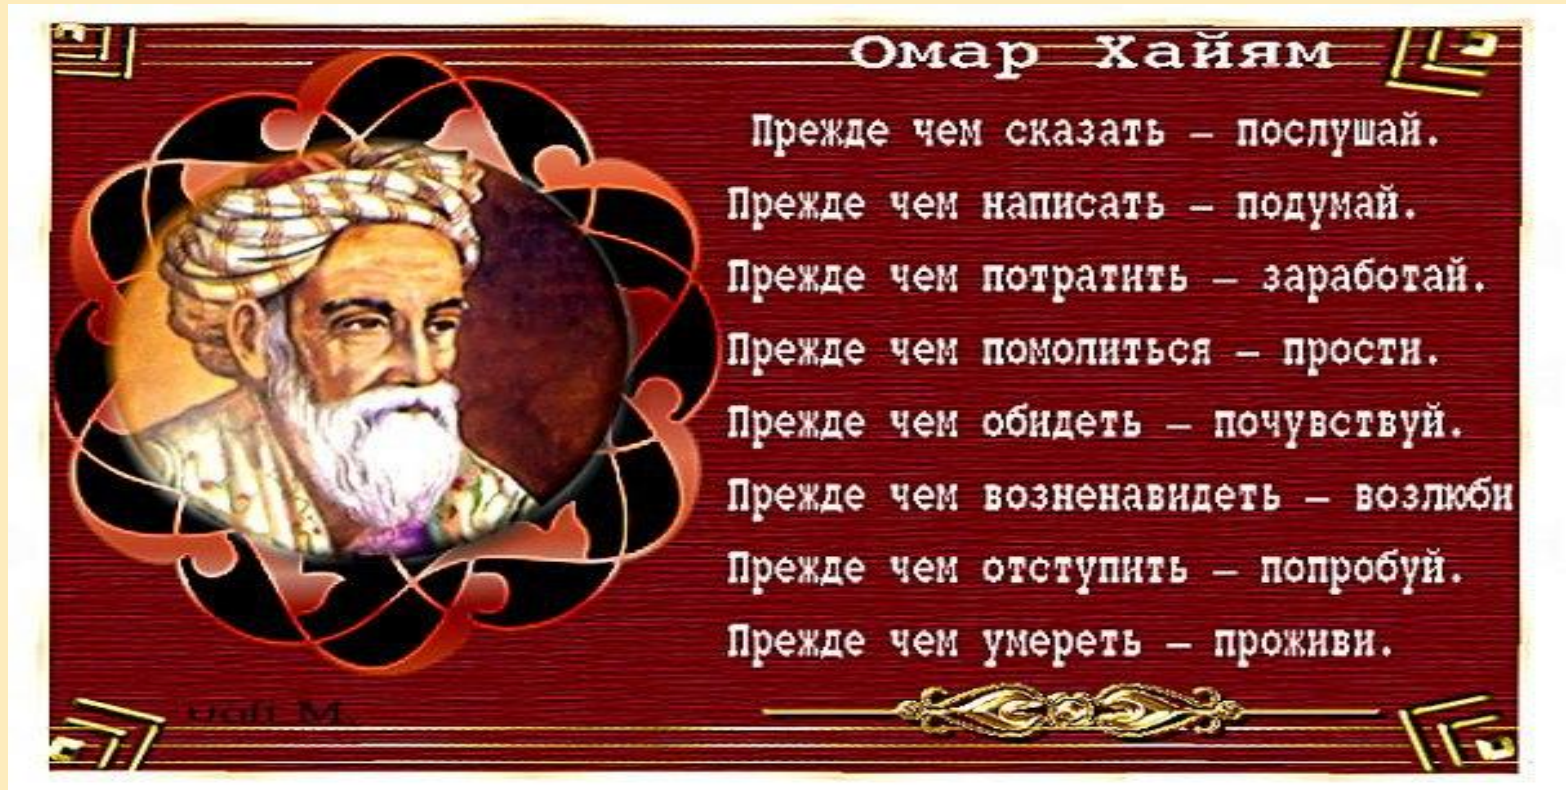 Омар Хайям
Прежде чем сказать – послушай.
Прежде чем написать – подумай.
Прежде чем потратить – заработай.
Прежде чем помолиться – прости.
Прежде чем обидеть – почувствуй.
Прежде чем возненавидеть – возлюби
Прежде чем отступить – попробуй.
Прежде чем умереть – проживи.